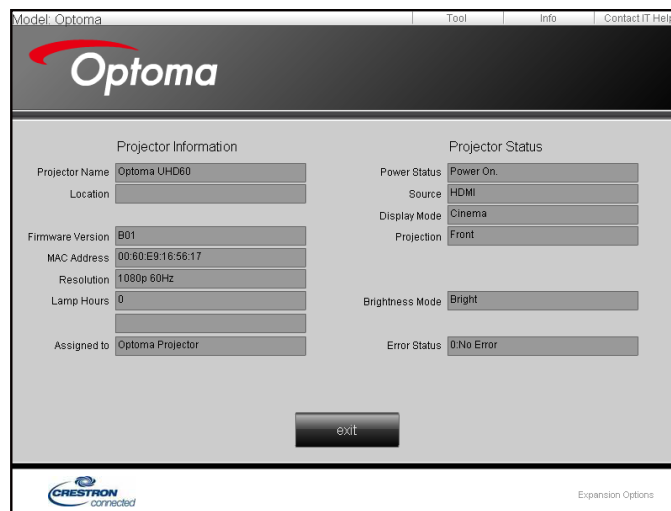 Model: Optoma
Tool Info Contact IT Help
Optoma
Projector Information
Projector Name Optoma UHD60
Location
Firmware Version B01
MAC Address 00:60:E9:16:56:17
Resolution 1080p 60Hz
Lamp Hours 0
Assigned to Optoma Projector
Projector Status
Power Status Power On.
Source HDMI
Display Mode Cinema
Projection Front
Brightness Mode Bright
Error Status 0:No Error
exit
CRESTRON
connected
Expansion Options